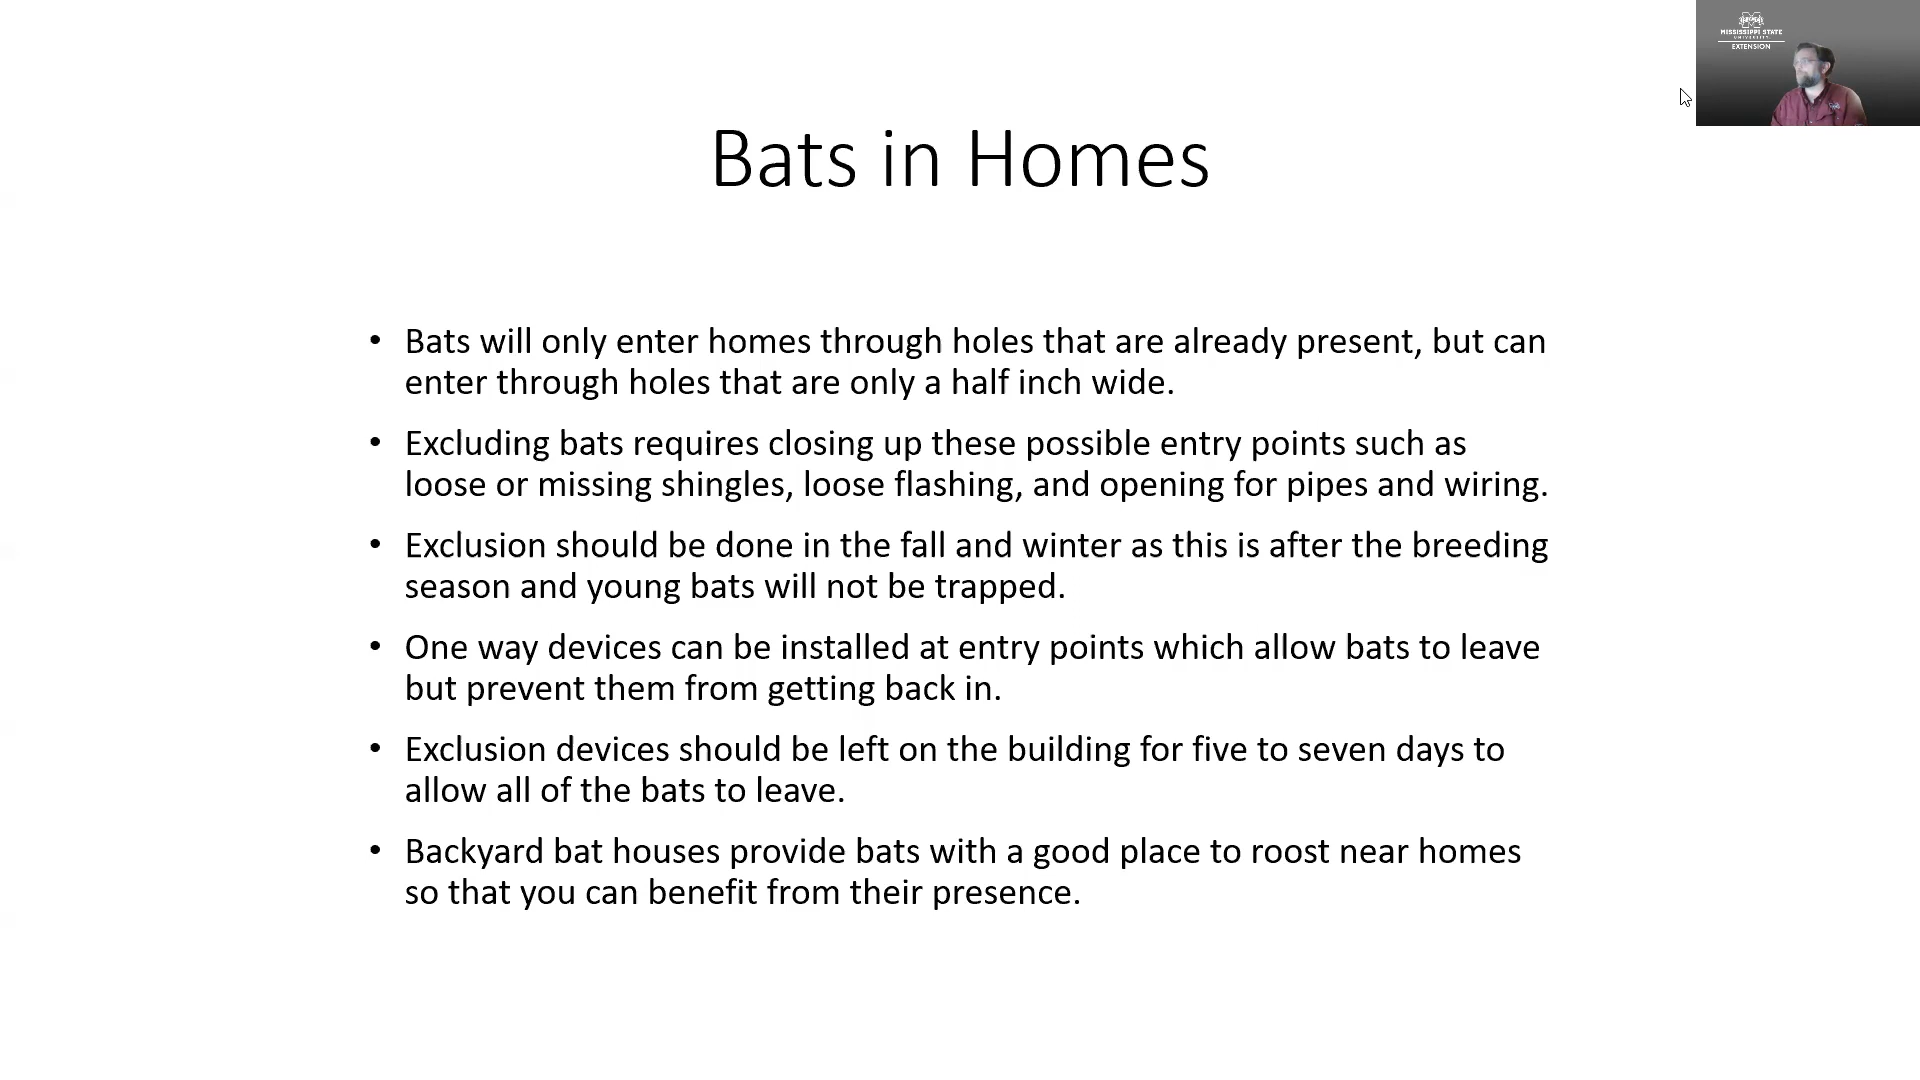 MISSISSIPPI STATE
UNIVERSITY
EXTENSION
Bats in Homes
• Bats will only enter homes through holes that are already present, but can
enter through holes that are only a half inch wide.
• Excluding bats requires closing up these possible entry points such as
loose or missing shingles, loose flashing, and opening for pipes and wiring.
• Exclusion should be done in the fall and winter as this is after the breeding
season and young bats will not be trapped.
• One way devices can be installed at entry points which allow bats to leave
but prevent them from getting back in.
• Exclusion devices should be left on the building for five to seven days to
allow all of the bats to leave.
• Backyard bat houses provide bats with a good place to roost near homes
so that you can benefit from their presence.